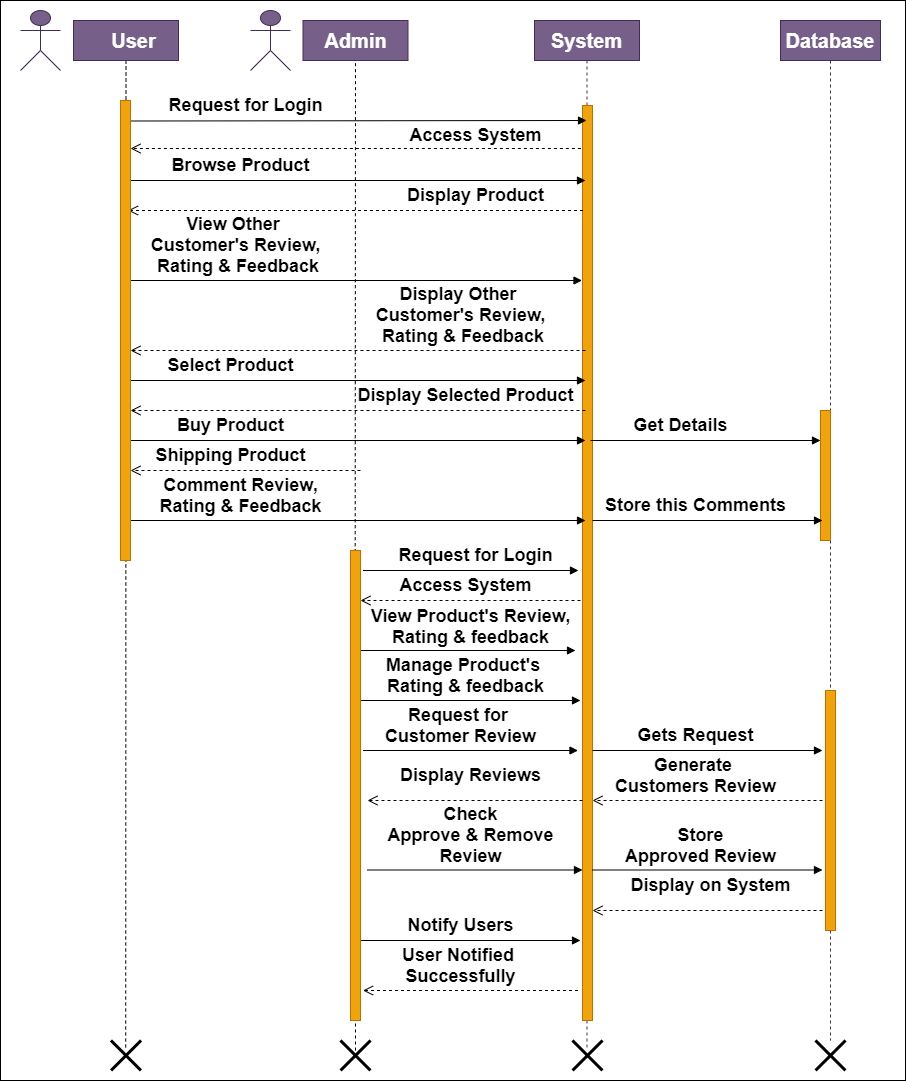 User
Admin
System
Database
Request for Login
Access System
Browse Product
Display Product
View Other
Customer's Review,
Rating & Feedback
Display Other
Customer's Review,
Rating & Feedback
Select Product
Display Selected Product
Buy Product
Get Details
Shipping Product
Comment Review,
Rating & Feedback
Store this Comments
Request for Login
Access System
View Product's Review,
Rating & feedback
Manage Product's
Rating & feedback
Request for
Customer Review
Gets Request
Generate
Customers Review
Display Reviews
Check
Approve & Remove
Review
Store
Approved Review
Display on System
Notify Users
User Notified
Successfully